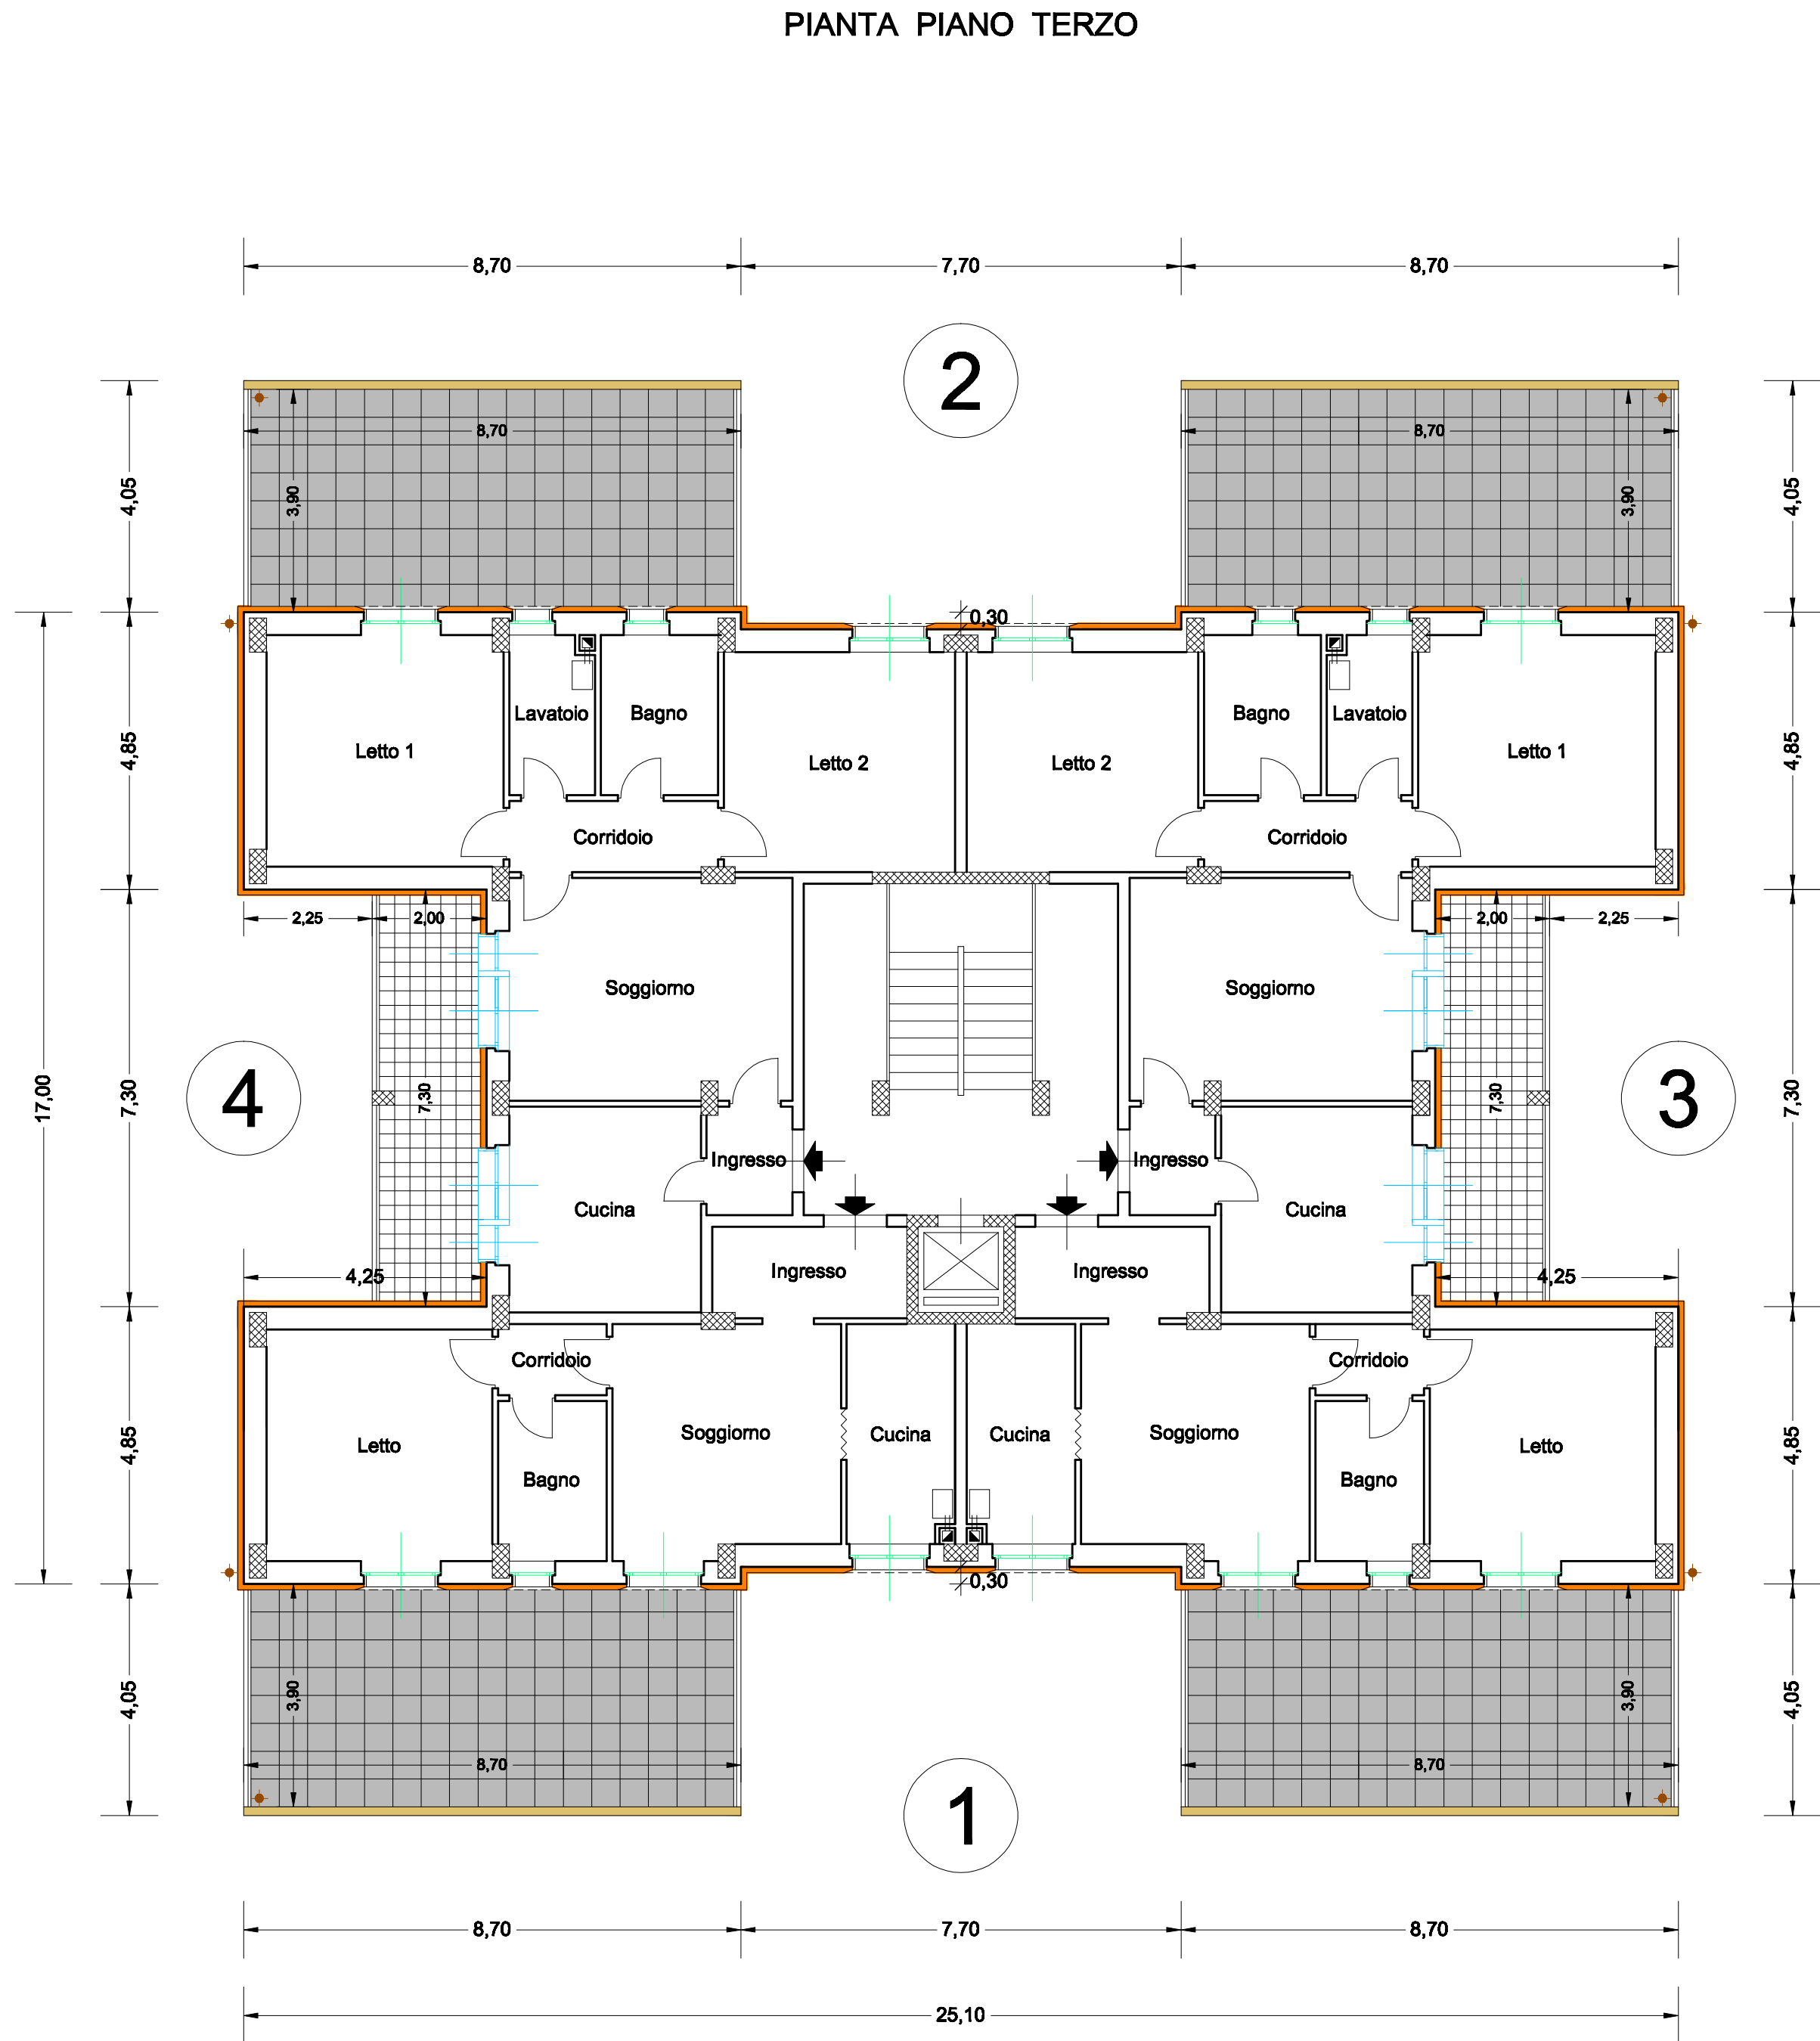 PIANTA PIANO TERZO
8,70 7,70 8,70
2
8,70 8,70
4,05 3,90 3,90 4,05
0,30
Lavatoio Bagno Bagno Lavatoio
4,85 Letto 1 Letto 2 Letto 2 Letto 1 4,85
Corridoio Corridoio
2,25 2,00 2,00 2,25
Soggiorno Soggiorno
17,00 7,30 4 7,30 7,30 3 7,30
Ingresso Ingresso
Cucina Cucina
4,25 Ingresso Ingresso 4,25
Corridoio Corridoio
4,85 Letto Soggiorno Cucina Cucina Soggiorno Letto 4,85
Bagno Bagno
0,30
4,05 3,90 3,90 4,05
8,70 8,70
1
8,70 7,70 8,70
25,10